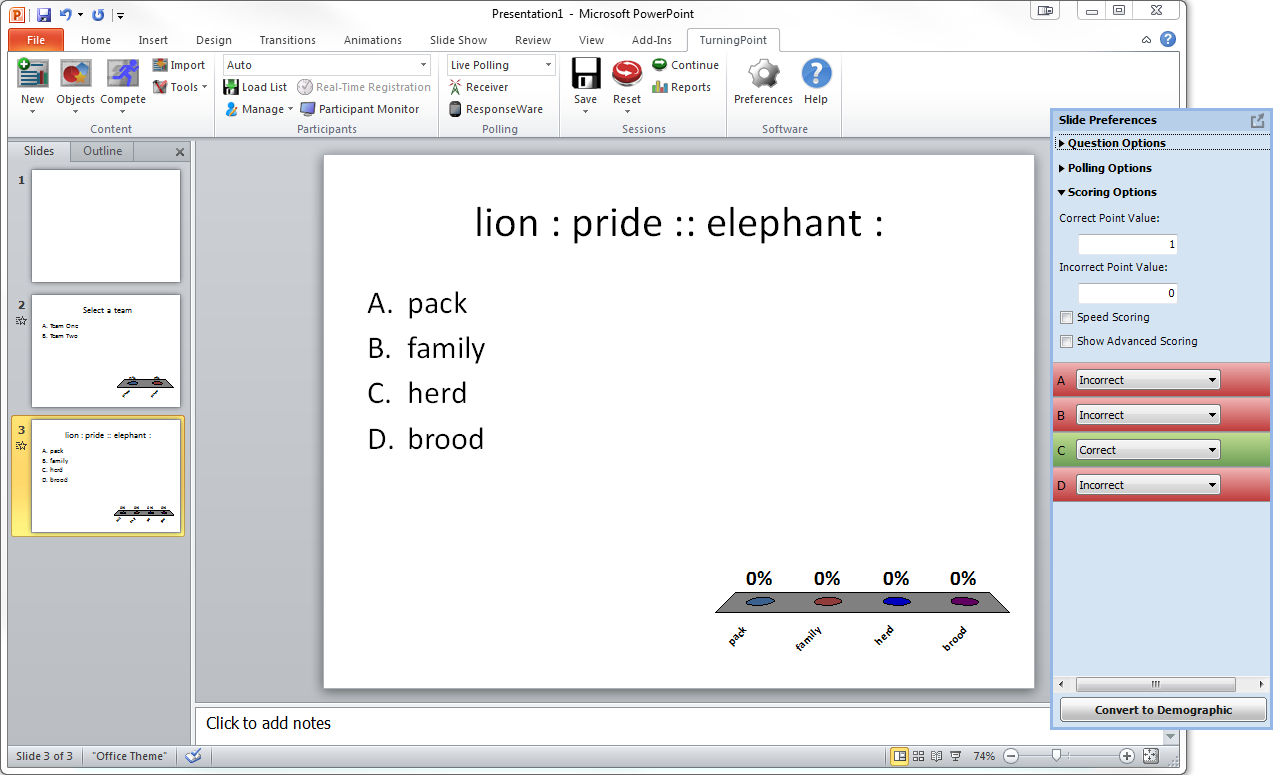 Presentation1 - Microsoft PowerPoint
File Home Insert Design Transitions Animations Slide Show Review View Add-Ins TurningPoint
New Objects Compete Import Tools
Content
Auto
Load List Real-Time Registration
Manage Participant Monitor
Participants
Live Polling
Receiver
ResponseWare
Polling
Save Reset Continue Reports
Sessions
Preferences Help
Software
Slides Outline
1
2
Select a team
A. Team One
B. Team Two
3
lion : pride :: elephant :
A. pack
B. family
C. herd
D. brood
0% 0% 0% 0%
lion : pride :: elephant :
A. pack
B. family
C. herd
D. brood
0% 0% 0% 0%
pack family herd brood
Click to add notes
Slide Preferences
Question Options
Polling Options
Scoring Options
Correct Point Value:
1
Incorrect Point Value:
0
Speed Scoring
Show Advanced Scoring
A Incorrect
B Incorrect
C Correct
D Incorrect
Convert to Demographic
Slide 3 of 3 "Office Theme" 74%